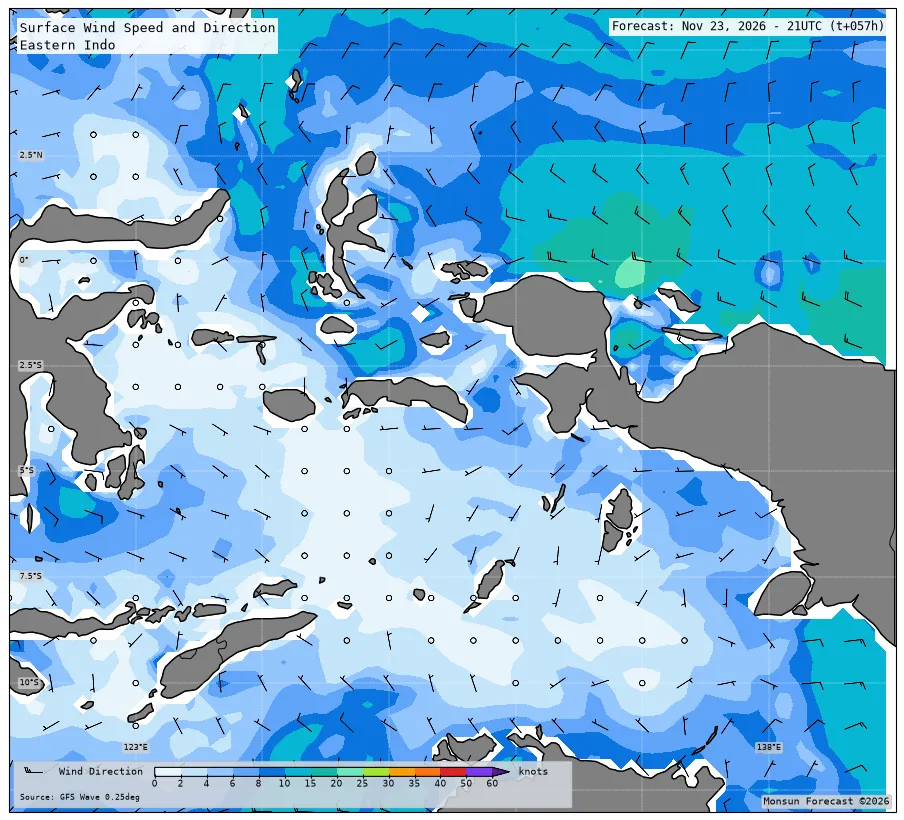 Surface Wind Speed and Direction
Eastern Indo
Forecast: Nov 23, 2026 - 21UTC (t+057h)
2.5°N
0°
2.5°S
5°S
7.5°S
10°S
123°E
138°E
Wind Direction
knots
0 2 4 6 8 10 15 20 25 30 35 40 50 60
Source: GFS Wave 0.25deg
Monsun Forecast ©2026